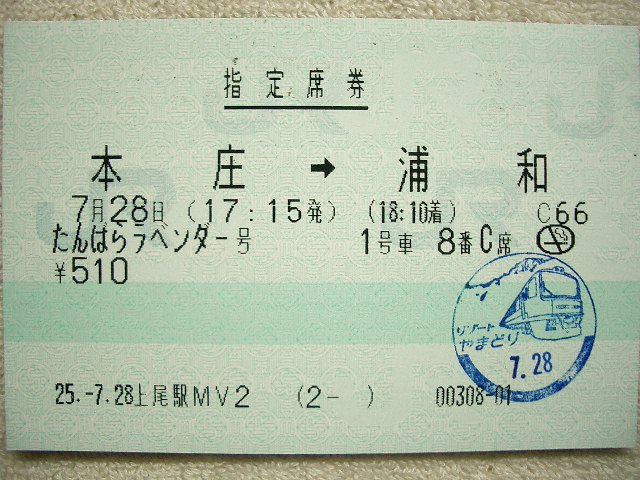 指定席券
本庄 → 浦和
7月28日 (17:15発) (18:10着) C66
たんばらラベンダー号 1号車 8番C席
¥510
リゾート
やまどり
7.28
25.-7.28上尾駅MV2 (2- ) 00308-01